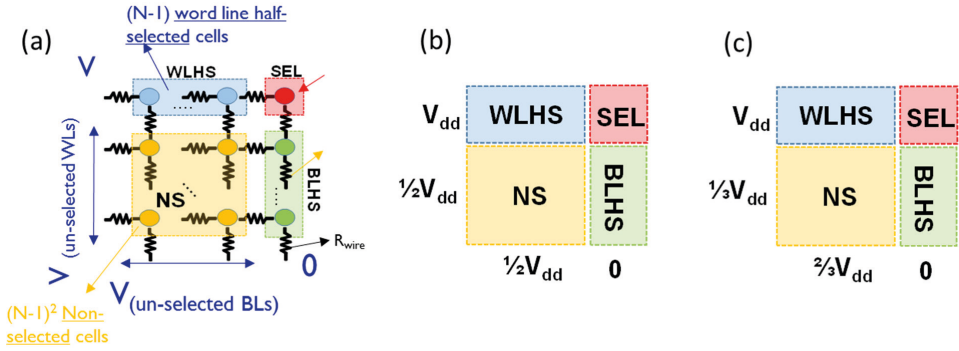 (a)
(N-1) word line half-
selected cells
V
WLHS
SEL
.....
(un-selected WLs)
V
NS
.....
BLHS
.....
R_wire
0
V (un-selected BLs)
(N-1)² Non-
selected cells
(b)
V_dd
WLHS
SEL
½V_dd
NS
BLHS
½V_dd
0
(c)
V_dd
WLHS
SEL
⅓V_dd
NS
BLHS
⅔V_dd
0